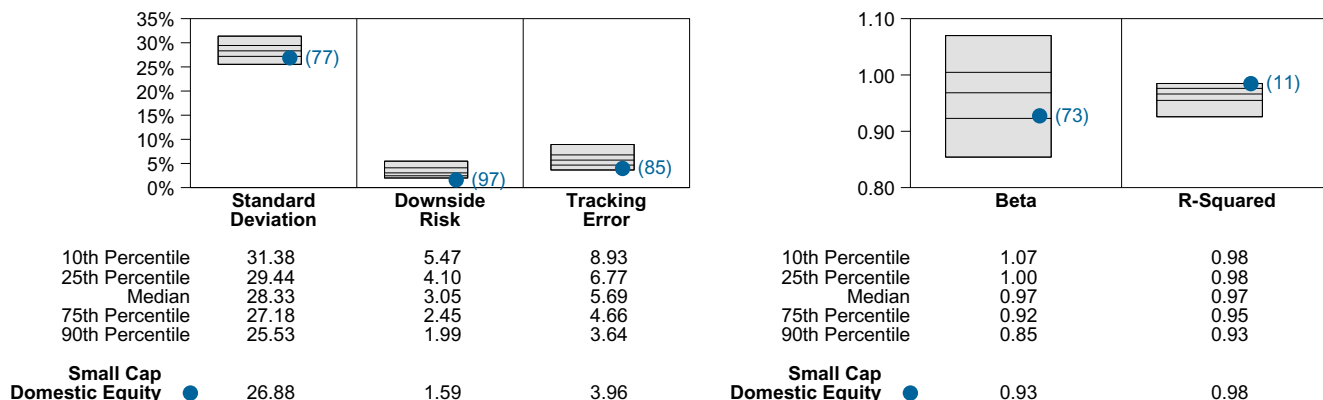 35%
30%
25%
20%
15%
10%
5%
0%
(77)
(97)
(85)
Standard Deviation
Downside Risk
Tracking Error
10th Percentile 31.38 5.47 8.93
25th Percentile 29.44 4.10 6.77
Median 28.33 3.05 5.69
75th Percentile 27.18 2.45 4.66
90th Percentile 25.53 1.99 3.64
Small Cap
Domestic Equity 26.88 1.59 3.96
1.10
1.00
0.90
0.80
(73)
(11)
Beta
R-Squared
10th Percentile 1.07 0.98
25th Percentile 1.00 0.98
Median 0.97 0.97
75th Percentile 0.92 0.95
90th Percentile 0.85 0.93
Small Cap
Domestic Equity 0.93 0.98